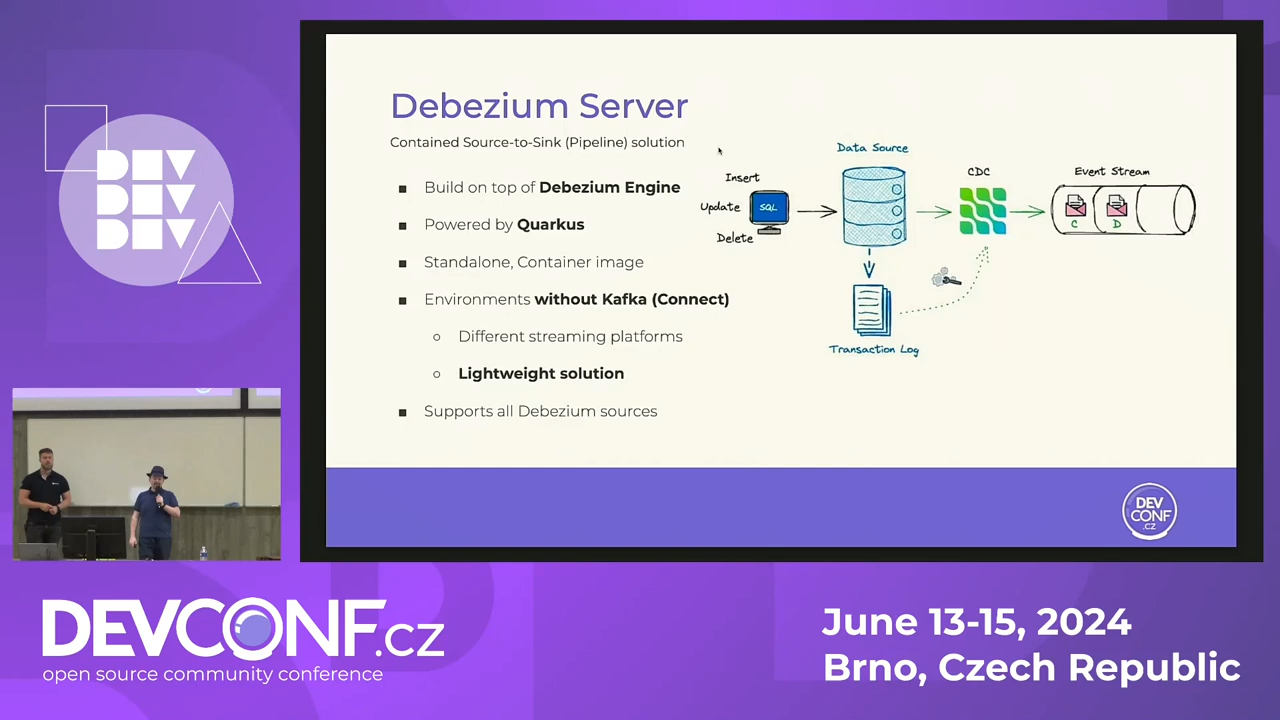 DEV
DEV
DEV
Debezium Server
Contained Source-to-Sink (Pipeline) solution
Build on top of Debezium Engine
Powered by Quarkus
Standalone, Container image
Environments without Kafka (Connect)
Different streaming platforms
Lightweight solution
Supports all Debezium sources
Insert
Update
Delete
SQL
Data Source
Transaction Log
CDC
Event Stream
C
D
DEV
CONF
.CZ
DEVCONF.cz
open source community conference
June 13-15, 2024
Brno, Czech Republic